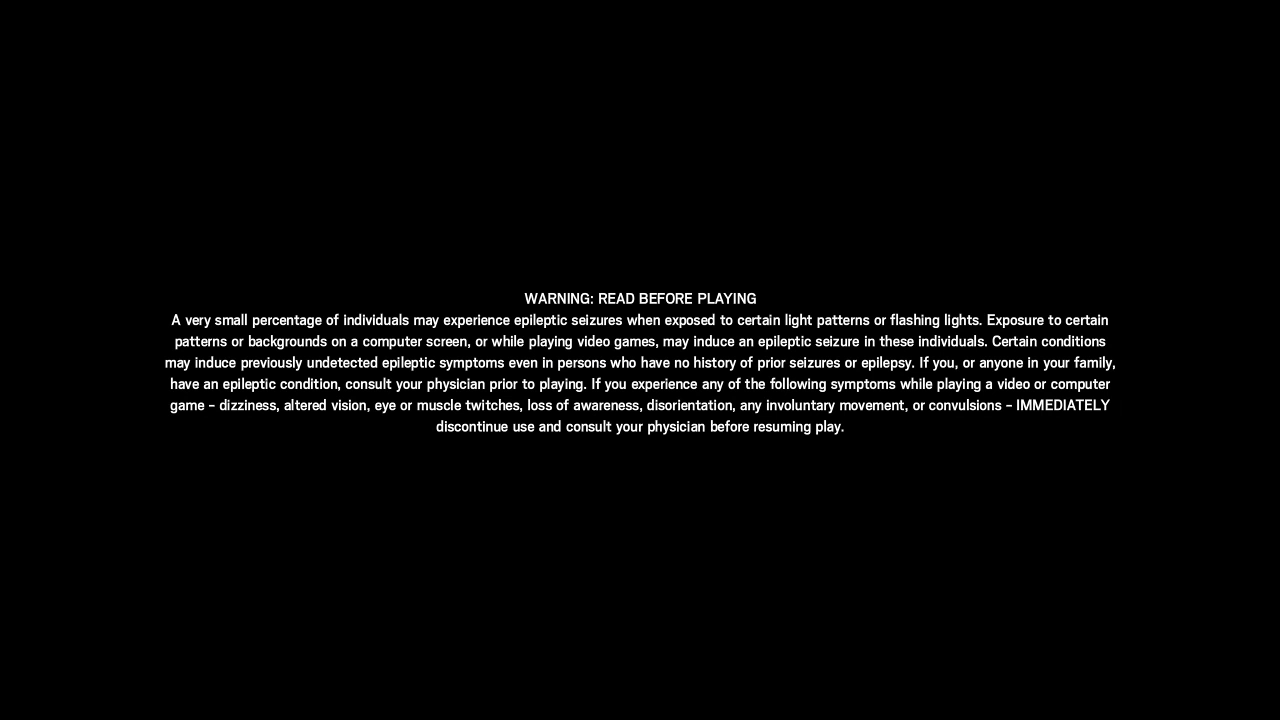 WARNING: READ BEFORE PLAYING
A very small percentage of individuals may experience epileptic seizures when exposed to certain light patterns or flashing lights. Exposure to certain
patterns or backgrounds on a computer screen, or while playing video games, may induce an epileptic seizure in these individuals. Certain conditions
may induce previously undetected epileptic symptoms even in persons who have no history of prior seizures or epilepsy. If you, or anyone in your family,
have an epileptic condition, consult your physician prior to playing. If you experience any of the following symptoms while playing a video or computer
game – dizziness, altered vision, eye or muscle twitches, loss of awareness, disorientation, any involuntary movement, or convulsions – IMMEDIATELY
discontinue use and consult your physician before resuming play.